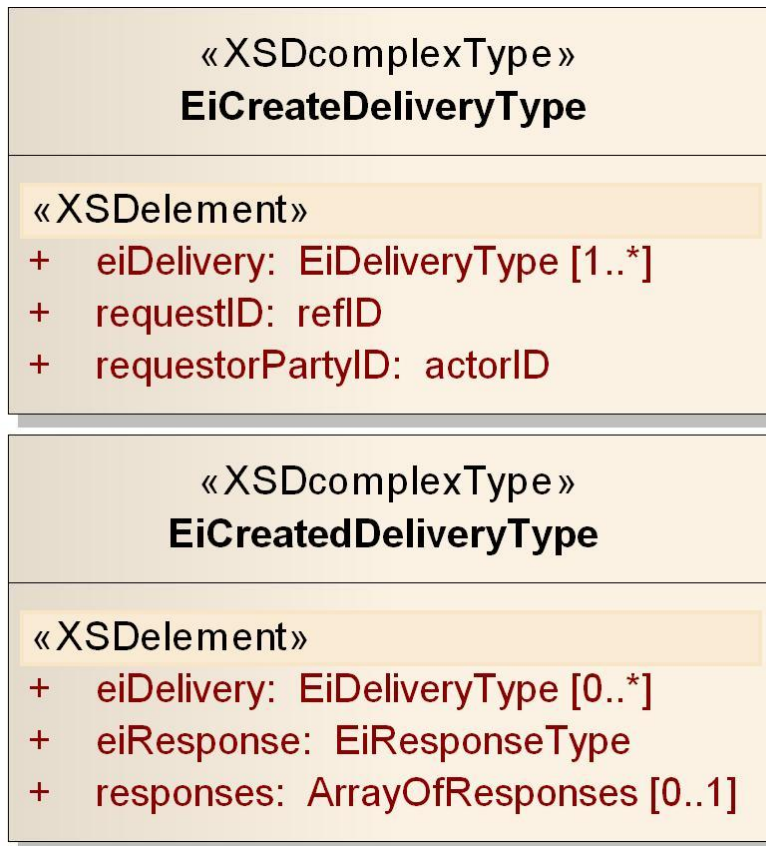 «XSDcomplexType»
EiCreateDeliveryType
«XSDelement»
+ eiDelivery: EiDeliveryType [1..*]
+ requestID: refID
+ requestorPartyID: actorID
«XSDcomplexType»
EiCreatedDeliveryType
«XSDelement»
+ eiDelivery: EiDeliveryType [0..*]
+ eiResponse: EiResponseType
+ responses: ArrayOfResponses [0..1]